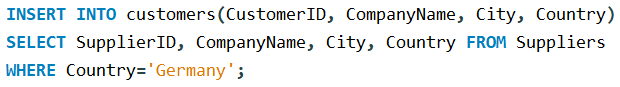 INSERT INTO customers(CustomerID, CompanyName, City, Country)
SELECT SupplierID, CompanyName, City, Country FROM Suppliers
WHERE Country='Germany';